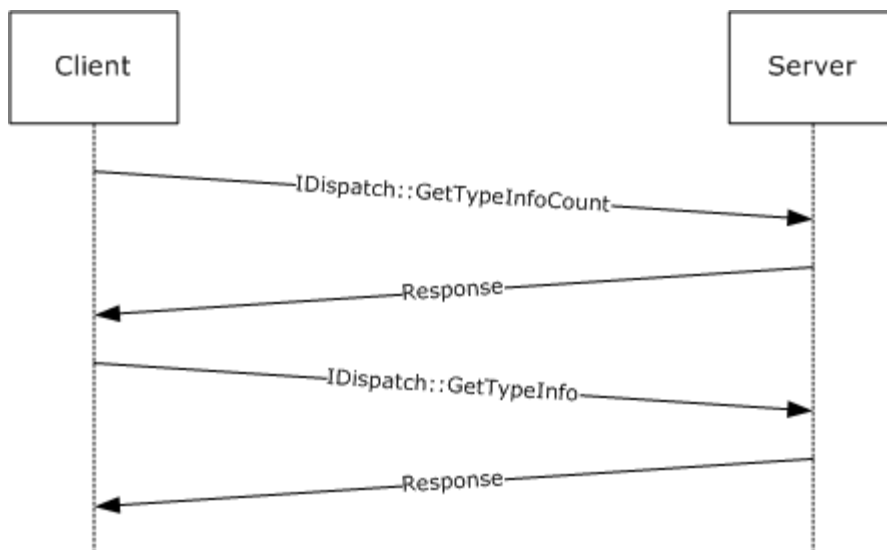 Client
Server
IDispatch::GetTypeInfoCount
Response
IDispatch::GetTypeInfo
Response